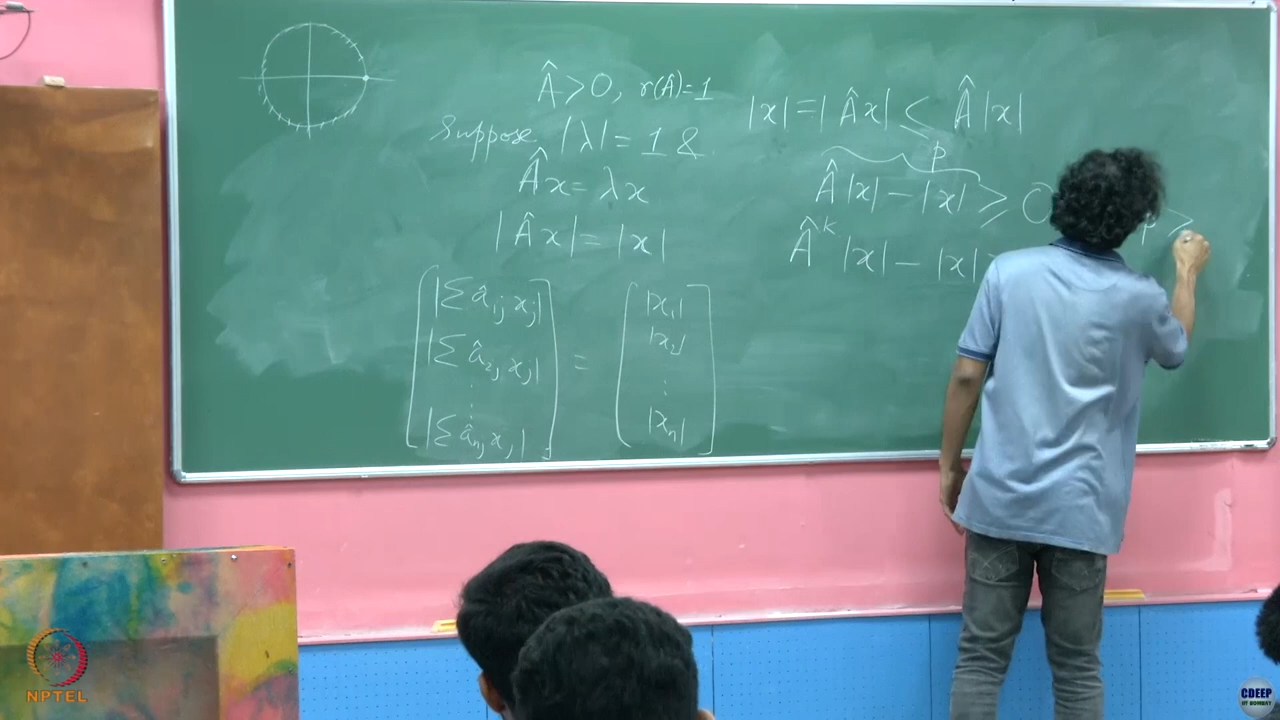 Â > 0, r(Â) = 1
Suppose |λ| = 1 &
Âx = λx
|Âx| = |x|
[|Σ â₁ⱼ xⱼ| |Σ â₂ⱼ xⱼ| ⋮ |Σ âₙⱼ xⱼ|] = [|x₁| |x₂| ⋮ |xₙ|]
|x| = |Âx| ≤ Â|x|
p
Â|x| − |x| ≥ 0
Âᵏ |x| − |x|
p ≥
NPTEL
CDEEP
IIT BOMBAY